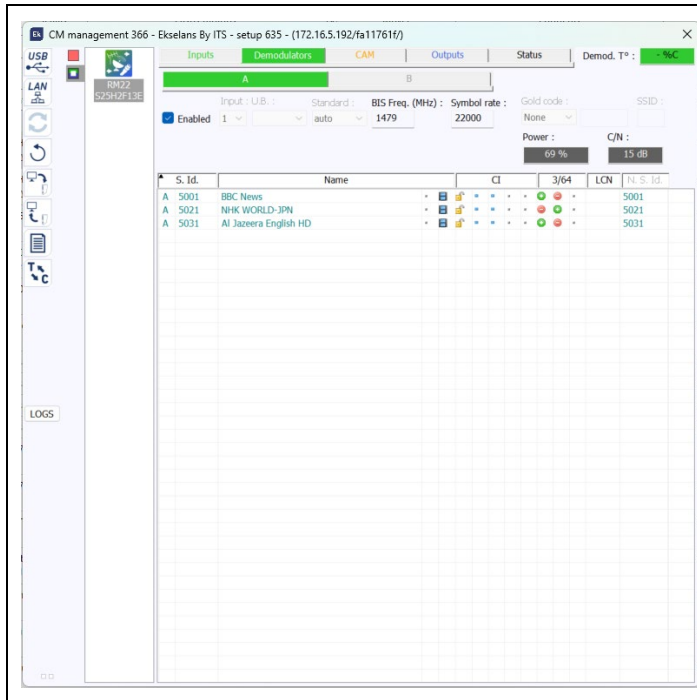 Ek CM management 366 - Ekselans By ITS - setup 635 - (172.16.5.192/fa11761f/)
USB
LAN
RM22
S25H2F13E
Inputs Demodulators CAM Outputs Status Demod. Tº : - %C
A B
Input : U.B. : Standard : BIS Freq. (MHz) : Symbol rate : Gold code : SSID :
Enabled 1 auto 1479 22000 None
Power : C/N :
69 % 15 dB
S. Id. Name CI 3/64 LCN N. S. Id.
A 5001 BBC News 5001
A 5021 NHK WORLD-JPN 5021
A 5031 Al Jazeera English HD 5031
T C
LOGS